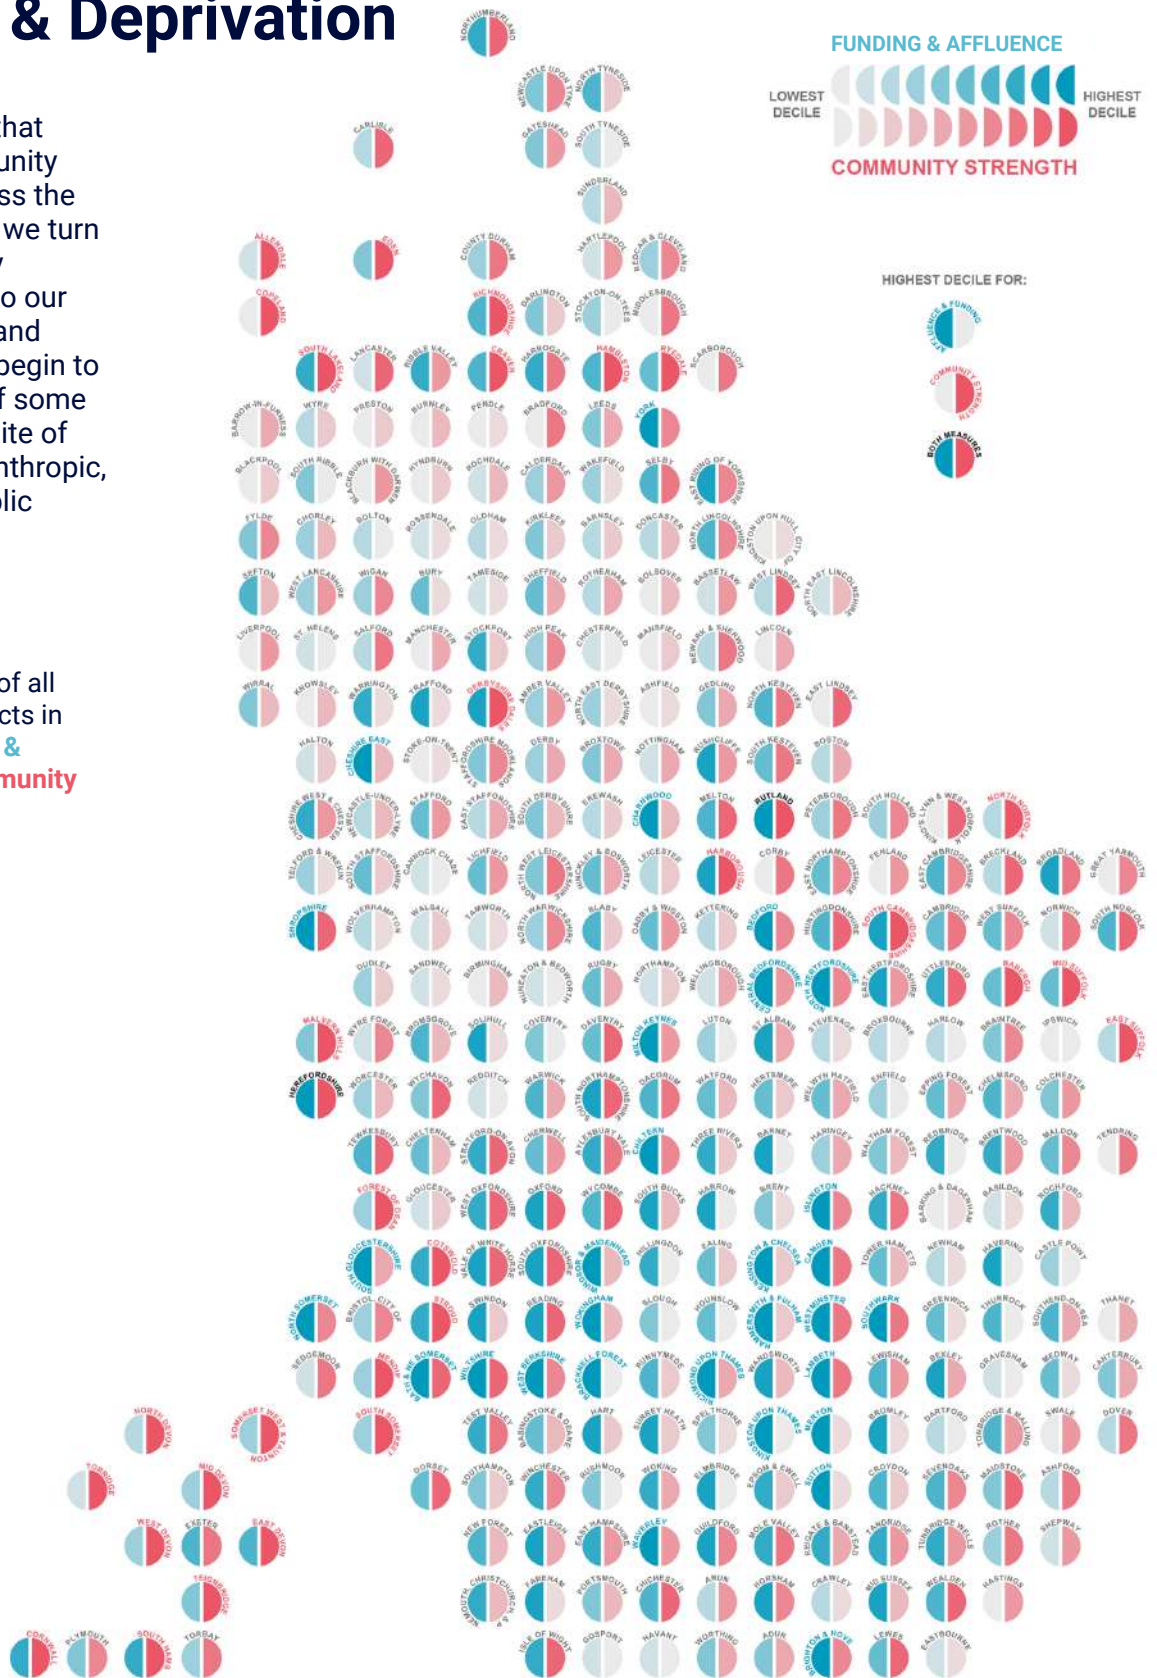 & Deprivation
that
unity
ss the
we turn
o our
and
begin to
f some
ite of
nthropic,
lic
of all
cts in
&
munity
FUNDING & AFFLUENCE
LOWEST DECILE
HIGHEST DECILE
COMMUNITY STRENGTH
HIGHEST DECILE FOR:
AFFLUENCE & FUNDING
COMMUNITY STRENGTH
BOTH MEASURES
NORTHUMBERLAND
NEWCASTLE UPON TYNE
NORTH TYNESIDE
CARLISLE
GATESHEAD
SOUTH TYNESIDE
SUNDERLAND
ALLERDALE
EDEN
COUNTY DURHAM
HARTLEPOOL
REDCAR & CLEVELAND
COPELAND
RICHMONDSHIRE
DARLINGTON
STOCKTON-ON-TEES
MIDDLESBROUGH
SOUTH LAKELAND
LANCASTER
RIBBLE VALLEY
CRAVEN
HARROGATE
HAMBLETON
RYEDALE
SCARBOROUGH
BARROW-IN-FURNESS
WYRE
PRESTON
BURNLEY
PENDLE
BRADFORD
LEEDS
YORK
BLACKPOOL
SOUTH RIBBLE
BLACKBURN WITH DARWEN
HYNDBURN
ROCHDALE
CALDERDALE
WAKEFIELD
SELBY
EAST RIDING OF YORKSHIRE
FYLDE
CHORLEY
BOLTON
ROSSENDALE
OLDHAM
KIRKLEES
BARNSLEY
DONCASTER
NORTH LINCOLNSHIRE
KINGSTON UPON HULL, CITY OF
SEFTON
WEST LANCASHIRE
WIGAN
BURY
TAMESIDE
SHEFFIELD
ROTHERHAM
BOLSOVER
BASSETLAW
WEST LINDSEY
NORTH EAST LINCOLNSHIRE
LIVERPOOL
ST. HELENS
SALFORD
MANCHESTER
STOCKPORT
HIGH PEAK
CHESTERFIELD
MANSFIELD
NEWARK & SHERWOOD
LINCOLN
WIRRAL
KNOWSLEY
WARRINGTON
TRAFFORD
DERBYSHIRE DALES
AMBER VALLEY
NORTH EAST DERBYSHIRE
ASHFIELD
GEDLING
NORTH KESTEVEN
EAST LINDSEY
HALTON
CHESHIRE EAST
STOKE-ON-TRENT
STAFFORDSHIRE MOORLANDS
DERBY
BROXTOWE
NOTTINGHAM
RUSHCLIFFE
SOUTH KESTEVEN
BOSTON
CHESHIRE WEST & CHESTER
NEWCASTLE-UNDER-LYME
STAFFORD
EAST STAFFORDSHIRE
SOUTH DERBYSHIRE
EREWASH
CHARNWOOD
MELTON
RUTLAND
PETERBOROUGH
SOUTH HOLLAND
KING'S LYNN & WEST NORFOLK
NORTH NORFOLK
TELFORD & WREKIN
SOUTH STAFFORDSHIRE
CANNOCK CHASE
LICHFIELD
NORTH WEST LEICESTERSHIRE
HINCKLEY & BOSWORTH
LEICESTER
HARBOROUGH
CORBY
EAST NORTHAMPTONSHIRE
FENLAND
EAST CAMBRIDGESHIRE
BRECKLAND
BROADLAND
GREAT YARMOUTH
SHROPSHIRE
WOLVERHAMPTON
WALSALL
TAMWORTH
NORTH WARWICKSHIRE
BLABY
OADBY & WIGSTON
KETTERING
BEDFORD
HUNTINGDONSHIRE
SOUTH CAMBRIDGESHIRE
CAMBRIDGE
WEST SUFFOLK
NORWICH
SOUTH NORFOLK
DUDLEY
SANDWELL
BIRMINGHAM
NUNEATON & BEDWORTH
RUGBY
NORTHAMPTON
WELLINGBOROUGH
CENTRAL BEDFORDSHIRE
NORTH HERTFORDSHIRE
EAST HERTFORDSHIRE
UTTLESFORD
BABERGH
MID SUFFOLK
MALVERN HILLS
WYRE FOREST
BROMSGROVE
SOLIHULL
COVENTRY
DAVENTRY
MILTON KEYNES
LUTON
ST ALBANS
STEVENAGE
BROXBOURNE
HARLOW
BRAINTREE
IPSWICH
EAST SUFFOLK
HEREFORDSHIRE
WORCESTER
WYCHAVON
REDDITCH
WARWICK
SOUTH NORTHAMPTONSHIRE
DACORUM
WATFORD
HERTSMERE
WELWYN HATFIELD
ENFIELD
EPPING FOREST
CHELMSFORD
COLCHESTER
TEWKESBURY
CHELTENHAM
STRATFORD-ON-AVON
CHERWELL
AYLESBURY VALE
CHILTERN
THREE RIVERS
BARNET
HARINGEY
WALTHAM FOREST
REDBRIDGE
BRENTWOOD
MALDON
TENDRING
FOREST OF DEAN
GLOUCESTER
WEST OXFORDSHIRE
OXFORD
WYCOMBE
SOUTH BUCKS
HARROW
BRENT
ISLINGTON
HACKNEY
BARKING & DAGENHAM
BASILDON
ROCHFORD
SOUTH GLOUCESTERSHIRE
COTSWOLD
VALE OF WHITE HORSE
SOUTH OXFORDSHIRE
WINDSOR & MAIDENHEAD
HILLINGDON
EALING
KENSINGTON & CHELSEA
CAMDEN
TOWER HAMLETS
NEWHAM
HAVERING
CASTLE POINT
NORTH SOMERSET
BRISTOL, CITY OF
STROUD
SWINDON
READING
WOKINGHAM
SLOUGH
HOUNSLOW
HAMMERSMITH & FULHAM
WESTMINSTER
SOUTHWARK
GREENWICH
THURROCK
SOUTHEND-ON-SEA
THANET
SEDGEMOOR
MENDIP
BATH & NE SOMERSET
WILTSHIRE
WEST BERKSHIRE
BRACKNELL FOREST
RUNNYMEDE
RICHMOND UPON THAMES
WANDSWORTH
LAMBETH
LEWISHAM
BEXLEY
GRAVESHAM
MEDWAY
CANTERBURY
NORTH DEVON
SOMERSET WEST & TAUNTON
SOUTH SOMERSET
TEST VALLEY
BASINGSTOKE & DEANE
HART
SURREY HEATH
SPELTHORNE
KINGSTON UPON THAMES
MERTON
BROMLEY
DARTFORD
TONBRIDGE & MALLING
SWALE
DOVER
TORRIDGE
MID DEVON
DORSET
SOUTHAMPTON
WINCHESTER
RUSHMOOR
WOKING
ELMBRIDGE
EPSOM & EWELL
SUTTON
CROYDON
SEVENOAKS
MAIDSTONE
ASHFORD
WEST DEVON
EXETER
EAST DEVON
NEW FOREST
EASTLEIGH
EAST HAMPSHIRE
WAVERLEY
GUILDFORD
MOLE VALLEY
REIGATE & BANSTEAD
TANDRIDGE
TUNBRIDGE WELLS
ROTHER
SHEPWAY
TEIGNBRIDGE
FAREHAM
PORTSMOUTH
CHICHESTER
ARUN
HORSHAM
CRAWLEY
MID SUSSEX
WEALDEN
HASTINGS
CORNWALL
PLYMOUTH
SOUTH HAMS
TORBAY
ISLE OF WIGHT
GOSPORT
HAVANT
WORTHING
ADUR
BRIGHTON & HOVE
LEWES
EASTBOURNE